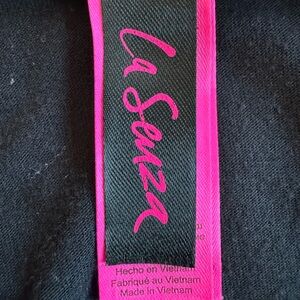 La Senza
Hecho en Vietnam
Fabriqué au Vietnam
Made in Vietnam